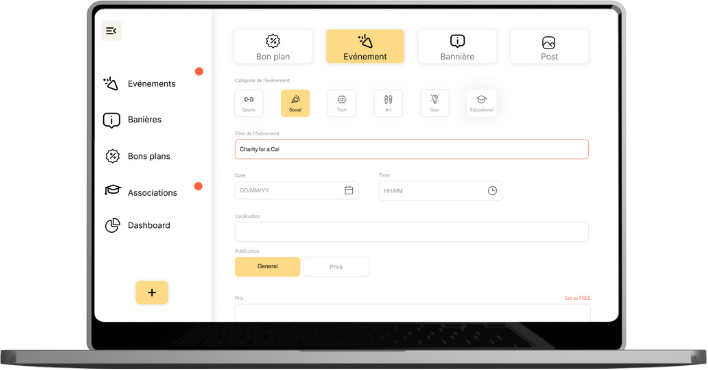 Bon plan
Evénement
Bannière
Post
Evénements
Banières
Bons plans
Associations
Dashboard
+
Catégorie de l'événement
Sports
Social
Tech
Art
Quiz
Educational
Titre de l'événement
Charity for a Caf
Date
Time
DD/MM/YY
HH:MM
Localisation
Publication
General
Privé
Prix
Set to FREE